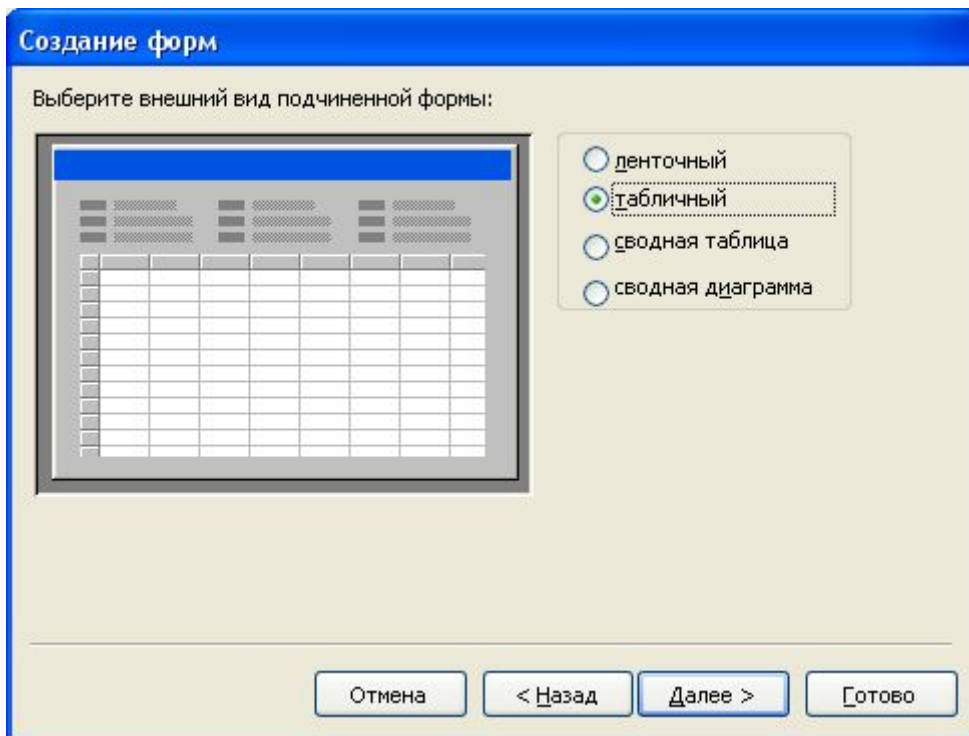 Создание форм
Выберите внешний вид подчиненной формы:
ленточный
табличный
сводная таблица
сводная диаграмма
Отмена
< Назад
Далее >
Готово